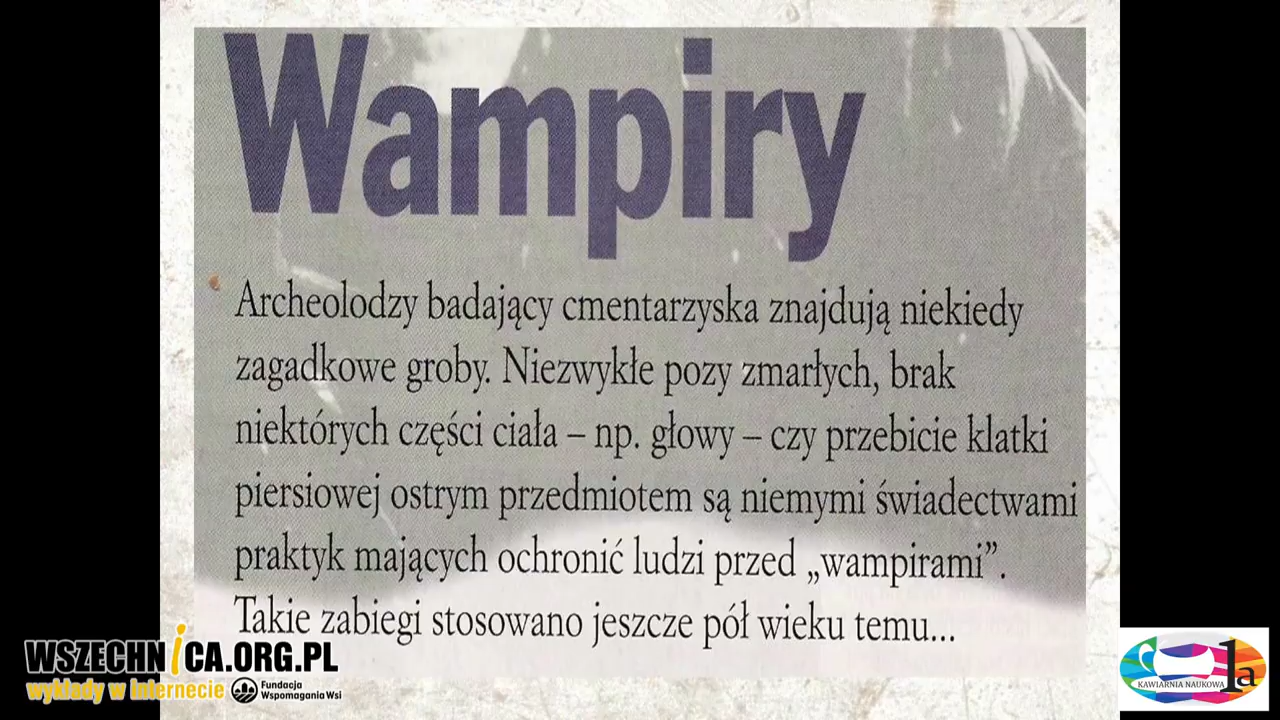 Wampiry
Archeolodzy badający cmentarzyska znajdują niekiedy
zagadkowe groby. Niezwykłe pozy zmarłych, brak
niektórych części ciała – np. głowy – czy przebicie klatki
piersiowej ostrym przedmiotem są niemymi świadectwami
praktyk mających ochronić ludzi przed „wampirami”.
Takie zabiegi stosowano jeszcze pół wieku temu...
WSZECHNiCA.ORG.PL
wykłady w Internecie
Fundacja
Wspomagania Wsi
KAWIARNIA NAUKOWA 1a